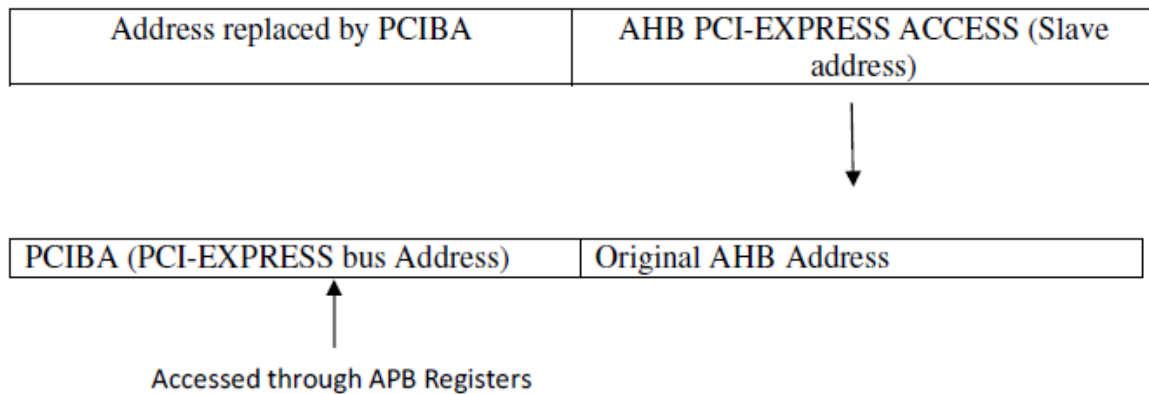 Address replaced by PCIBA
AHB PCI-EXPRESS ACCESS (Slave
address)
PCIBA (PCI-EXPRESS bus Address)
Original AHB Address
Accessed through APB Registers